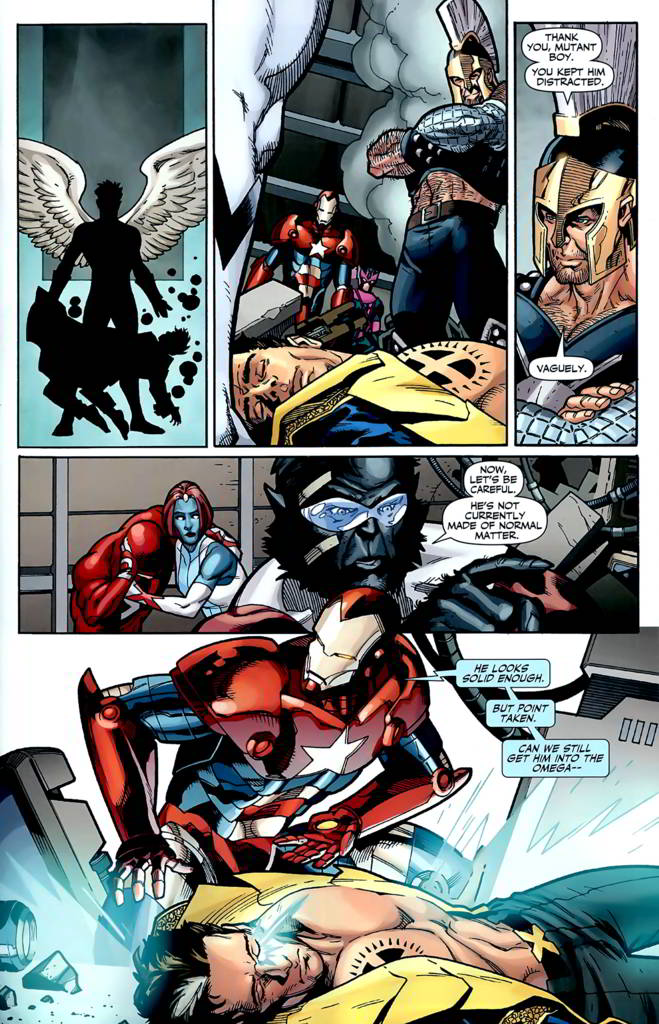 THANK
YOU, MUTANT
BOY.
YOU KEPT HIM
DISTRACTED.
VAGUELY.
NOW,
LET'S BE
CAREFUL.
HE'S NOT
CURRENTLY
MADE OF NORMAL
MATTER.
HE LOOKS
SOLID ENOUGH.
BUT POINT
TAKEN.
CAN WE STILL
GET HIM INTO THE
OMEGA--